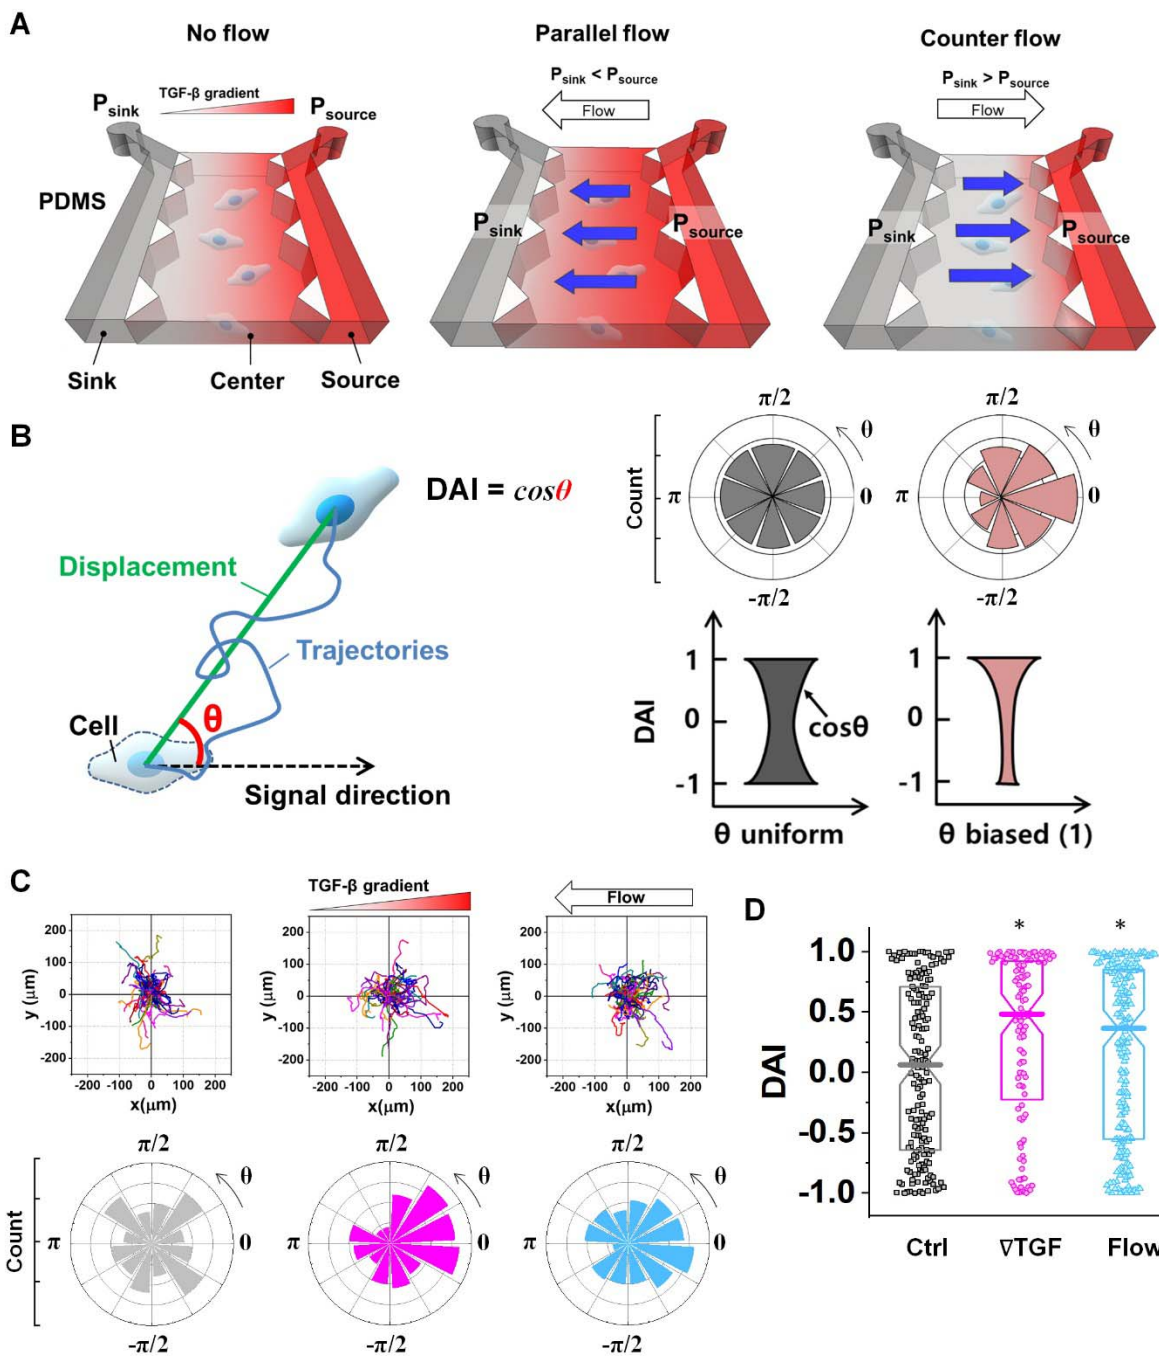 A
No flow
Parallel flow
Counter flow
P_sink < P_source
P_sink > P_source
TGF-β gradient
Flow
Flow
P_sink
P_source
PDMS
P_sink
P_source
P_sink
P_source
Sink
Center
Source
B
DAI = cosθ
Displacement
Trajectories
θ
Cell
Signal direction
π/2
π/2
Count
θ
θ
π
0
π
0
-π/2
-π/2
DAI
1
0
-1
cosθ
θ uniform
1
0
-1
θ biased (1)
C
TGF-β gradient
Flow
y (μm)
200
100
0
-100
-200
-200 -100 0 100 200
x(μm)
y (μm)
200
100
0
-100
-200
-200 -100 0 100 200
x(μm)
y (μm)
200
100
0
-100
-200
-200 -100 0 100 200
x(μm)
π/2
π/2
π/2
Count
θ
θ
θ
π
0
π
0
π
0
-π/2
-π/2
-π/2
D
* *
DAI
1.0
0.5
0.0
-0.5
-1.0
Ctrl
∇TGF
Flow